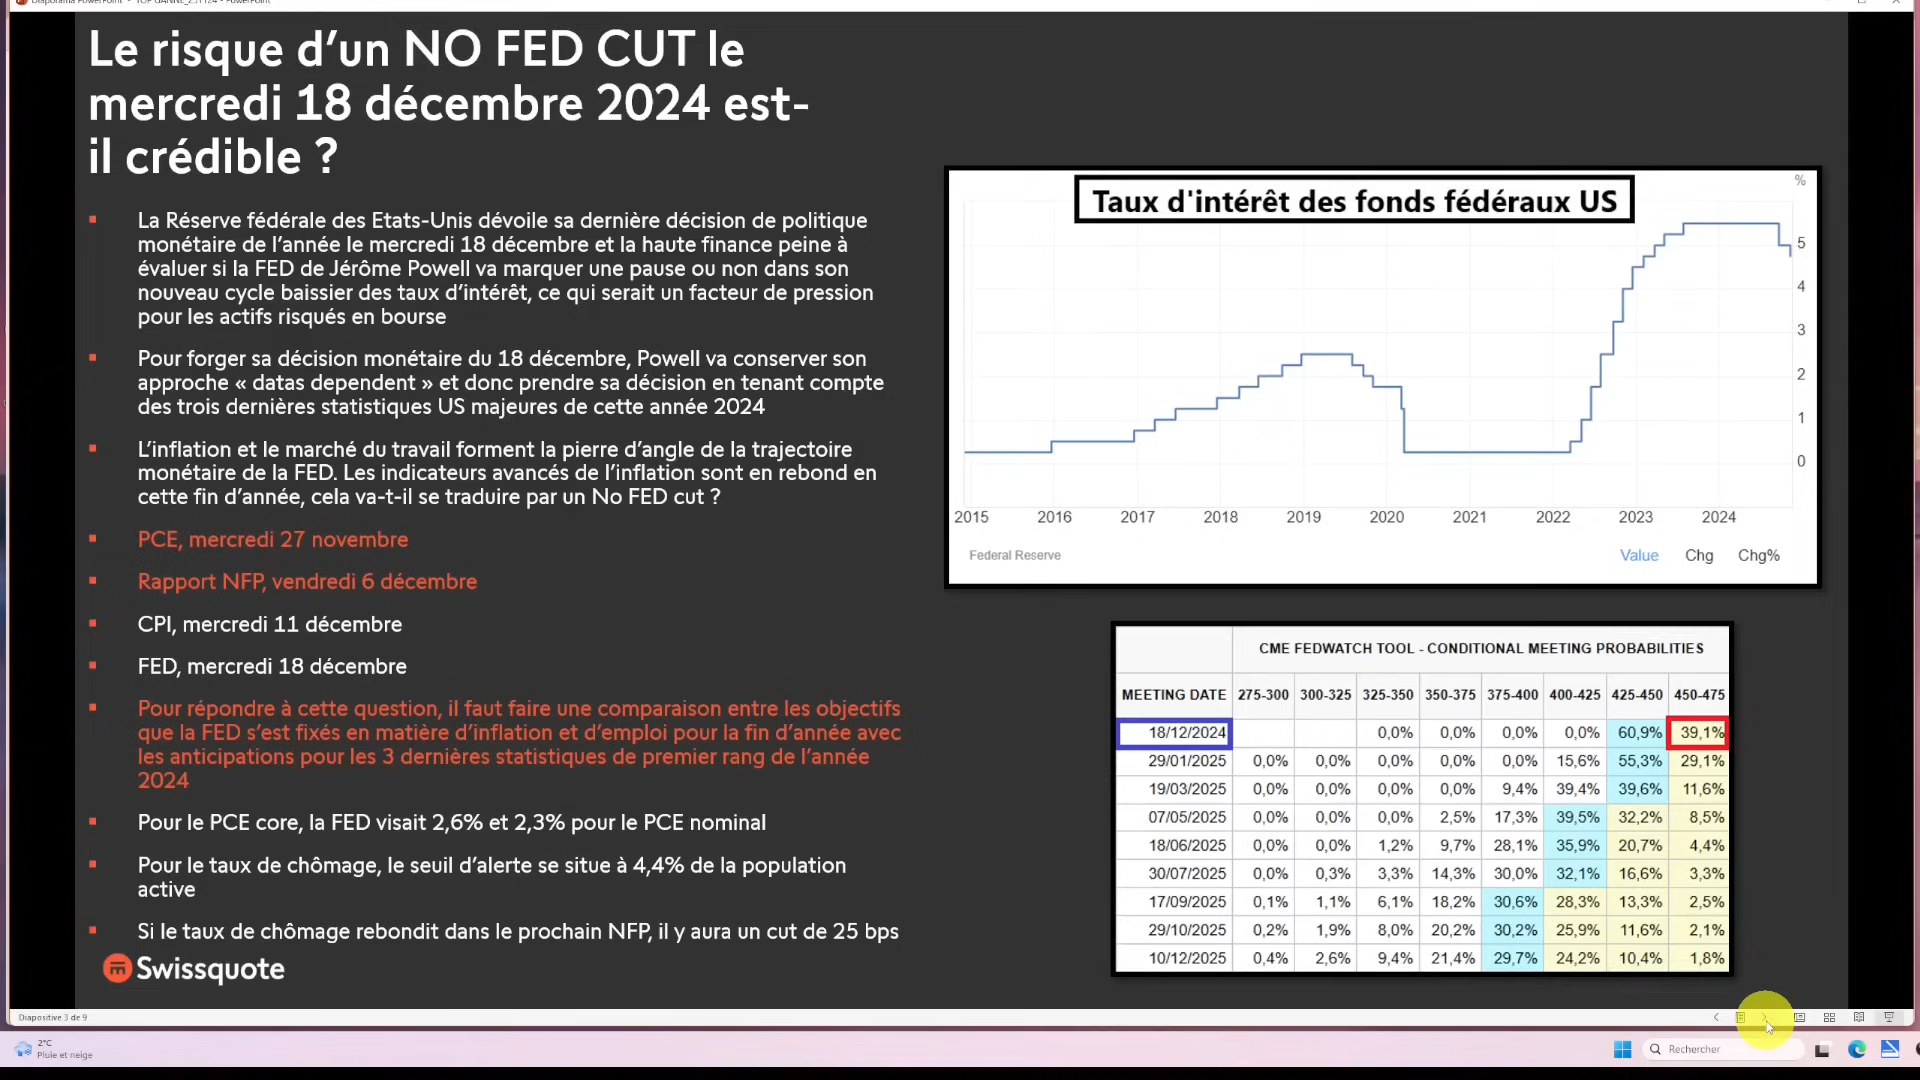 Diaporama PowerPoint - TOP GANNE_251124 - PowerPoint
Le risque d’un NO FED CUT le
mercredi 18 décembre 2024 est-
il crédible ?
▪ La Réserve fédérale des Etats-Unis dévoile sa dernière décision de politique
monétaire de l’année le mercredi 18 décembre et la haute finance peine à
évaluer si la FED de Jérôme Powell va marquer une pause ou non dans son
nouveau cycle baissier des taux d’intérêt, ce qui serait un facteur de pression
pour les actifs risqués en bourse
▪ Pour forger sa décision monétaire du 18 décembre, Powell va conserver son
approche « datas dependent » et donc prendre sa décision en tenant compte
des trois dernières statistiques US majeures de cette année 2024
▪ L’inflation et le marché du travail forment la pierre d’angle de la trajectoire
monétaire de la FED. Les indicateurs avancés de l’inflation sont en rebond en
cette fin d’année, cela va-t-il se traduire par un No FED cut ?
▪ PCE, mercredi 27 novembre
▪ Rapport NFP, vendredi 6 décembre
▪ CPI, mercredi 11 décembre
▪ FED, mercredi 18 décembre
▪ Pour répondre à cette question, il faut faire une comparaison entre les objectifs
que la FED s’est fixés en matière d’inflation et d’emploi pour la fin d’année avec
les anticipations pour les 3 dernières statistiques de premier rang de l’année
2024
▪ Pour le PCE core, la FED visait 2,6% et 2,3% pour le PCE nominal
▪ Pour le taux de chômage, le seuil d’alerte se situe à 4,4% de la population
active
▪ Si le taux de chômage rebondit dans le prochain NFP, il y aura un cut de 25 bps
Swissquote
Taux d'intérêt des fonds fédéraux US
%
5
4
3
2
1
0
2015 2016 2017 2018 2019 2020 2021 2022 2023 2024
Federal Reserve Value Chg Chg%
CME FEDWATCH TOOL - CONDITIONAL MEETING PROBABILITIES
MEETING DATE 275-300 300-325 325-350 350-375 375-400 400-425 425-450 450-475
18/12/2024 0,0% 0,0% 0,0% 0,0% 60,9% 39,1%
29/01/2025 0,0% 0,0% 0,0% 0,0% 0,0% 15,6% 55,3% 29,1%
19/03/2025 0,0% 0,0% 0,0% 0,0% 9,4% 39,4% 39,6% 11,6%
07/05/2025 0,0% 0,0% 0,0% 2,5% 17,3% 39,5% 32,2% 8,5%
18/06/2025 0,0% 0,0% 1,2% 9,7% 28,1% 35,9% 20,7% 4,4%
30/07/2025 0,0% 0,3% 3,3% 14,3% 30,0% 32,1% 16,6% 3,3%
17/09/2025 0,1% 1,1% 6,1% 18,2% 30,6% 28,3% 13,3% 2,5%
29/10/2025 0,2% 1,9% 8,0% 20,2% 30,2% 25,9% 11,6% 2,1%
10/12/2025 0,4% 2,6% 9,4% 21,4% 29,7% 24,2% 10,4% 1,8%
Diapositive 3 de 9
2°C
Pluie et neige
Rechercher